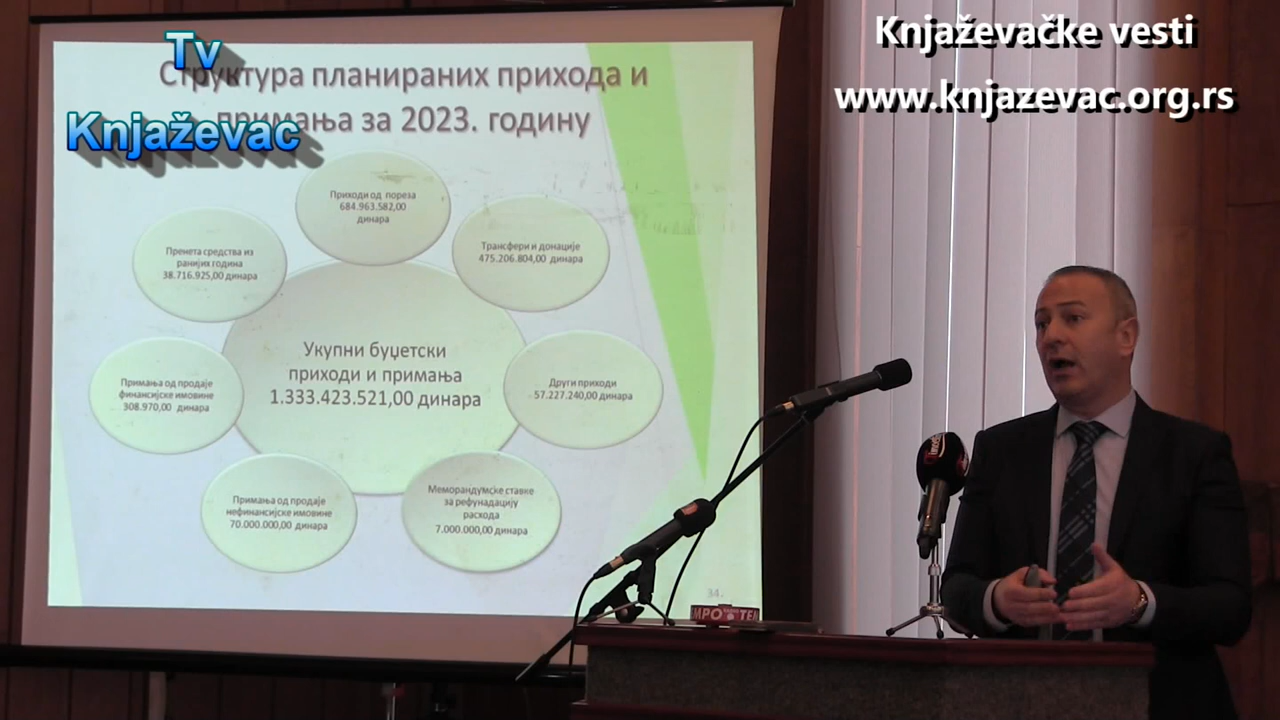 Tv
Knjaževac
Knjaževačke vesti
www.knjazevac.org.rs
Структура планираних прихода и
примања за 2023. годину
Приходи од пореза
684.963.582,00
динара
Трансфери и донације
475.206.804,00 динара
Други приходи
57.227.240,00 динара
Меморандумске ставке
за рефунадацију
расхода
7.000.000,00 динара
Примања од продаје
нефинансијске имовине
70.000.000,00 динара
Примања од продаје
финансијске имовине
308.970,00 динара
Пренета средства из
ранијих година
38.716.925,00 динара
Укупни буџетски
приходи и примања
1.333.423.521,00 динара
34.